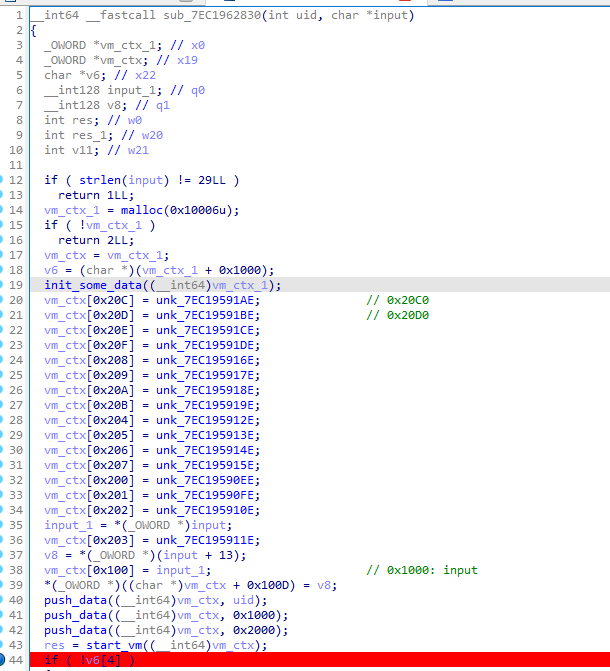 1 __int64 __fastcall sub_7EC1962830(int uid, char *input)
2 {
3 _OWORD *vm_ctx_1; // x0
4 _OWORD *vm_ctx; // x19
5 char *v6; // x22
6 __int128 input_1; // q0
7 __int128 v8; // q1
8 int res; // w0
9 int res_1; // w20
10 int v11; // w21
11
12 if ( strlen(input) != 29LL )
13 return 1LL;
14 vm_ctx_1 = malloc(0x10006u);
15 if ( !vm_ctx_1 )
16 return 2LL;
17 vm_ctx = vm_ctx_1;
18 v6 = (char *)(vm_ctx_1 + 0x1000);
19 init_some_data((__int64)vm_ctx_1);
20 vm_ctx[0x20C] = unk_7EC19591AE; // 0x20C0
21 vm_ctx[0x20D] = unk_7EC19591BE; // 0x20D0
22 vm_ctx[0x20E] = unk_7EC19591CE;
23 vm_ctx[0x20F] = unk_7EC19591DE;
24 vm_ctx[0x208] = unk_7EC195916E;
25 vm_ctx[0x209] = unk_7EC195917E;
26 vm_ctx[0x20A] = unk_7EC195918E;
27 vm_ctx[0x20B] = unk_7EC195919E;
28 vm_ctx[0x204] = unk_7EC195912E;
29 vm_ctx[0x205] = unk_7EC195913E;
30 vm_ctx[0x206] = unk_7EC195914E;
31 vm_ctx[0x207] = unk_7EC195915E;
32 vm_ctx[0x200] = unk_7EC19590EE;
33 vm_ctx[0x201] = unk_7EC19590FE;
34 vm_ctx[0x202] = unk_7EC195910E;
35 input_1 = *(_OWORD *)input;
36 vm_ctx[0x203] = unk_7EC195911E;
37 v8 = *(_OWORD *)(input + 13);
38 vm_ctx[0x100] = input_1; // 0x1000: input
39 *(_OWORD *)((char *)vm_ctx + 0x100D) = v8;
40 push_data((__int64)vm_ctx, uid);
41 push_data((__int64)vm_ctx, 0x1000);
42 push_data((__int64)vm_ctx, 0x2000);
43 res = start_vm((__int64)vm_ctx);
44 if ( !v6[4] )